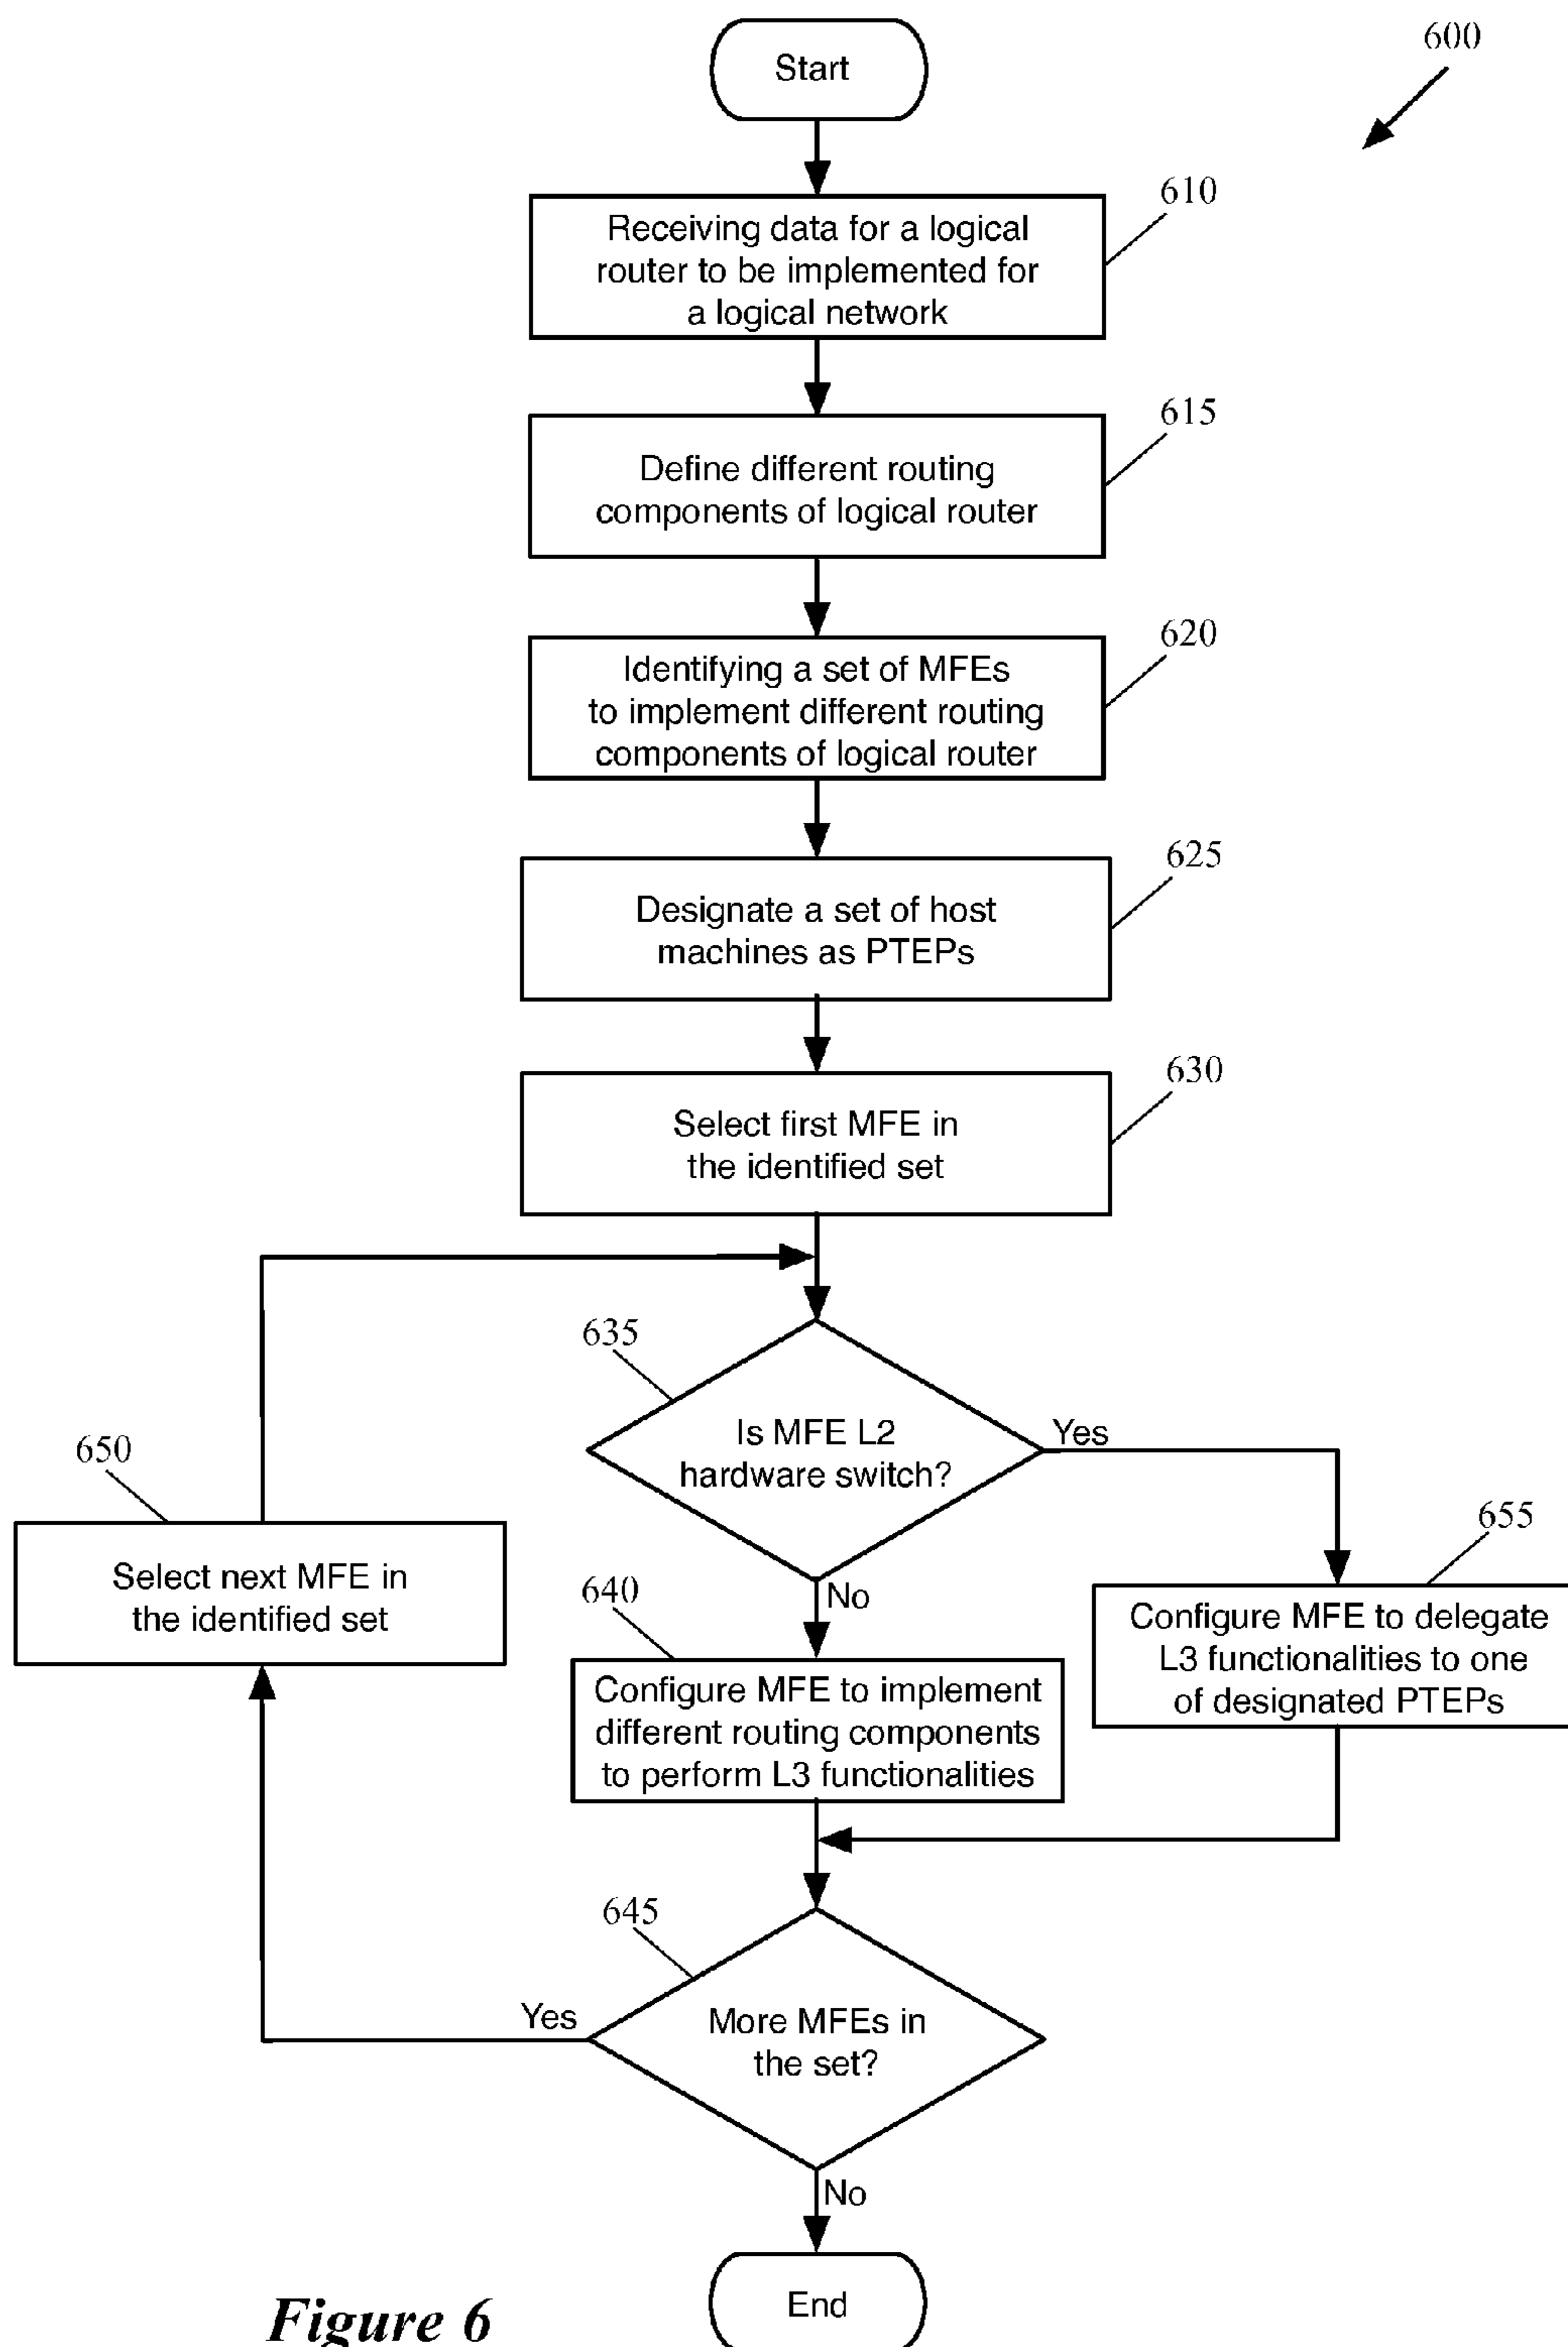 Start
600
610
Receiving data for a logical
router to be implemented for
a logical network
615
Define different routing
components of logical router
620
Identifying a set of MFEs
to implement different routing
components of logical router
625
Designate a set of host
machines as PTEPs
630
Select first MFE in
the identified set
635
Is MFE L2
hardware switch?
Yes
650
Select next MFE in
the identified set
No
640
Configure MFE to implement
different routing components
to perform L3 functionalities
655
Configure MFE to delegate
L3 functionalities to one
of designated PTEPs
645
More MFEs in
the set?
Yes
No
End
Figure 6